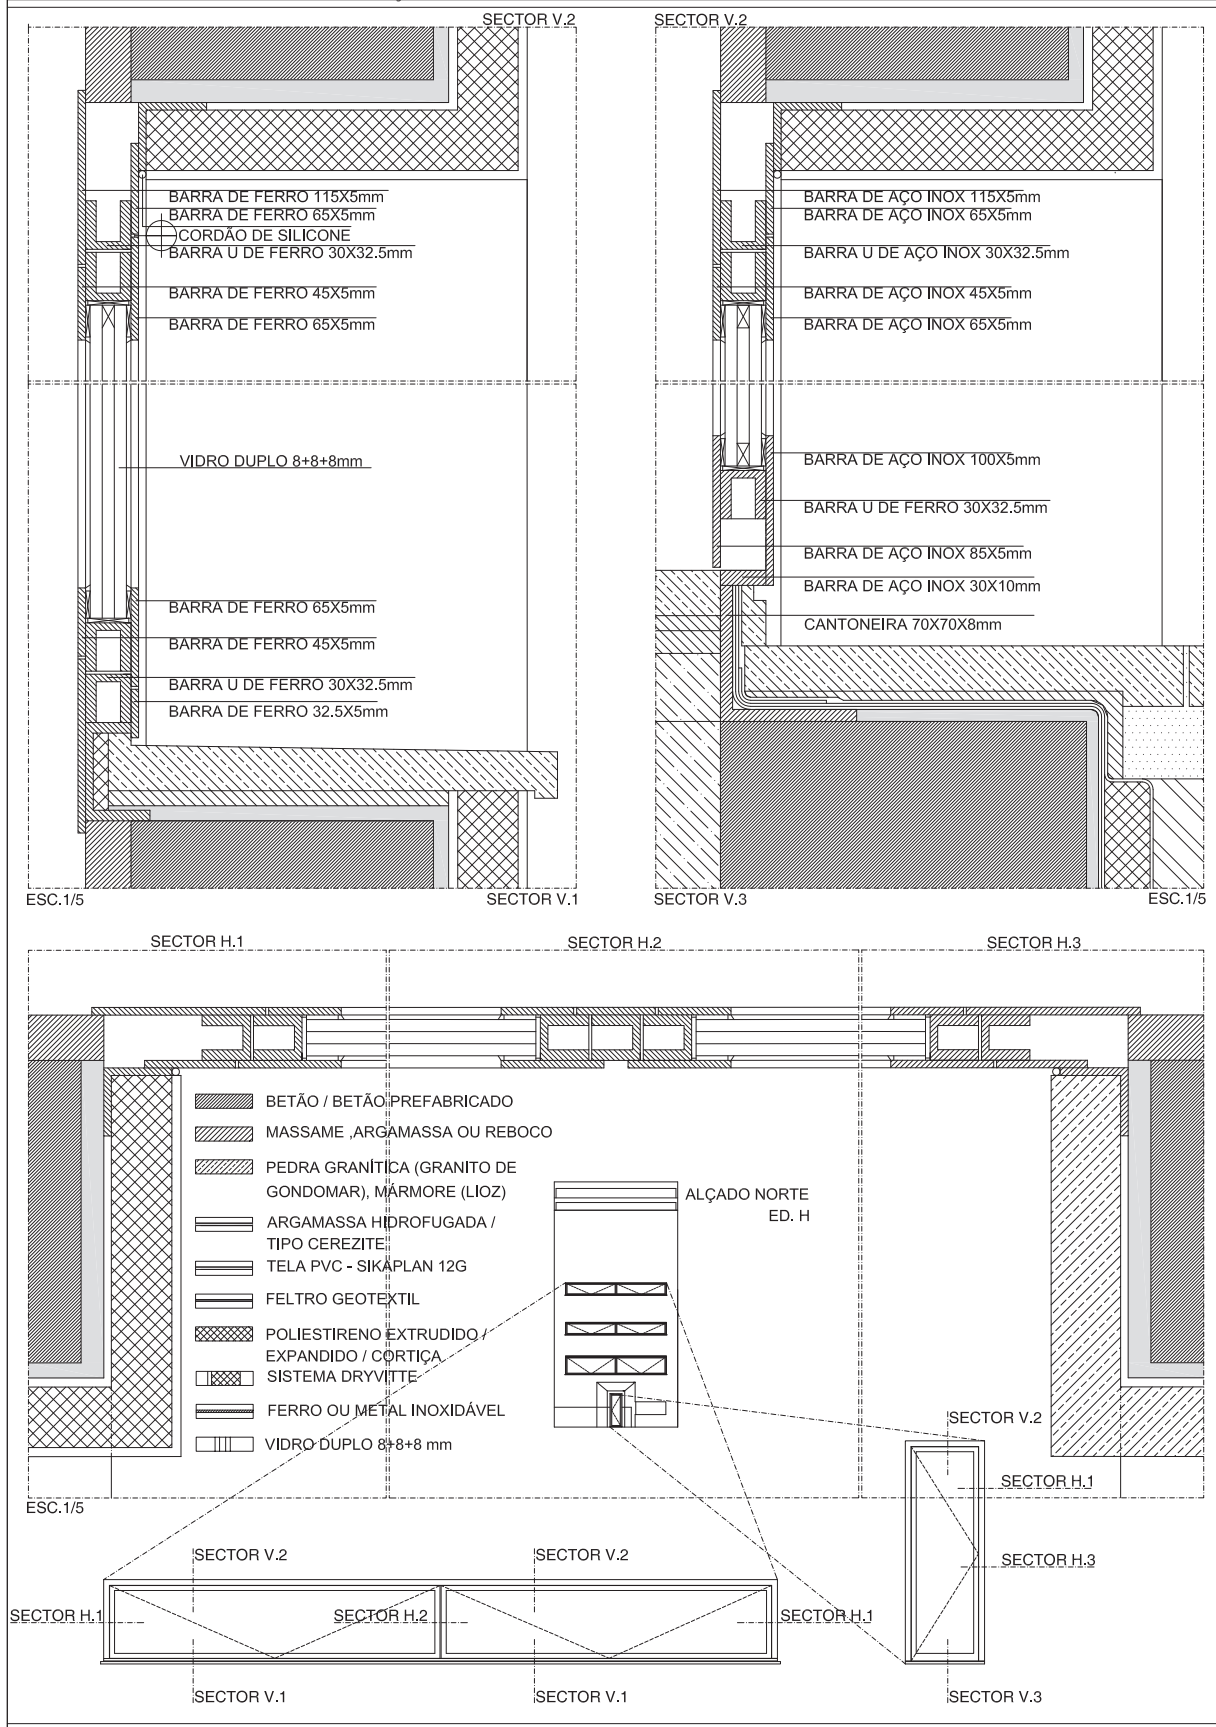 SECTOR V.2
BARRA DE FERRO 115X5mm
BARRA DE FERRO 65X5mm
CORDÃO DE SILICONE
BARRA U DE FERRO 30X32.5mm
BARRA DE FERRO 45X5mm
BARRA DE FERRO 65X5mm
VIDRO DUPLO 8+8+8mm
BARRA DE FERRO 65X5mm
BARRA DE FERRO 45X5mm
BARRA U DE FERRO 30X32.5mm
BARRA DE FERRO 32.5X5mm
ESC.1/5
SECTOR V.1
SECTOR V.2
BARRA DE AÇO INOX 115X5mm
BARRA DE AÇO INOX 65X5mm
BARRA U DE AÇO INOX 30X32.5mm
BARRA DE AÇO INOX 45X5mm
BARRA DE AÇO INOX 65X5mm
BARRA DE AÇO INOX 100X5mm
BARRA U DE FERRO 30X32.5mm
BARRA DE AÇO INOX 85X5mm
BARRA DE AÇO INOX 30X10mm
CANTONEIRA 70X70X8mm
SECTOR V.3
ESC.1/5
SECTOR H.1
SECTOR H.2
SECTOR H.3
BETÃO / BETÃO PREFABRICADO
MASSAME ,ARGAMASSA OU REBOCO
PEDRA GRANÍTICA (GRANITO DE
GONDOMAR), MÁRMORE (LIOZ)
ARGAMASSA HIDROFUGADA /
TIPO CEREZITE
TELA PVC - SIKAPLAN 12G
FELTRO GEOTEXTIL
POLIESTIRENO EXTRUDIDO /
EXPANDIDO / CORTIÇA
SISTEMA DRYVITTE
FERRO OU METAL INOXIDÁVEL
VIDRO DUPLO 8+8+8 mm
ALÇADO NORTE
ED. H
ESC.1/5
SECTOR V.2
SECTOR H.1
SECTOR H.3
SECTOR V.3
SECTOR V.2
SECTOR V.2
SECTOR H.1
SECTOR H.2
SECTOR H.1
SECTOR V.1
SECTOR V.1